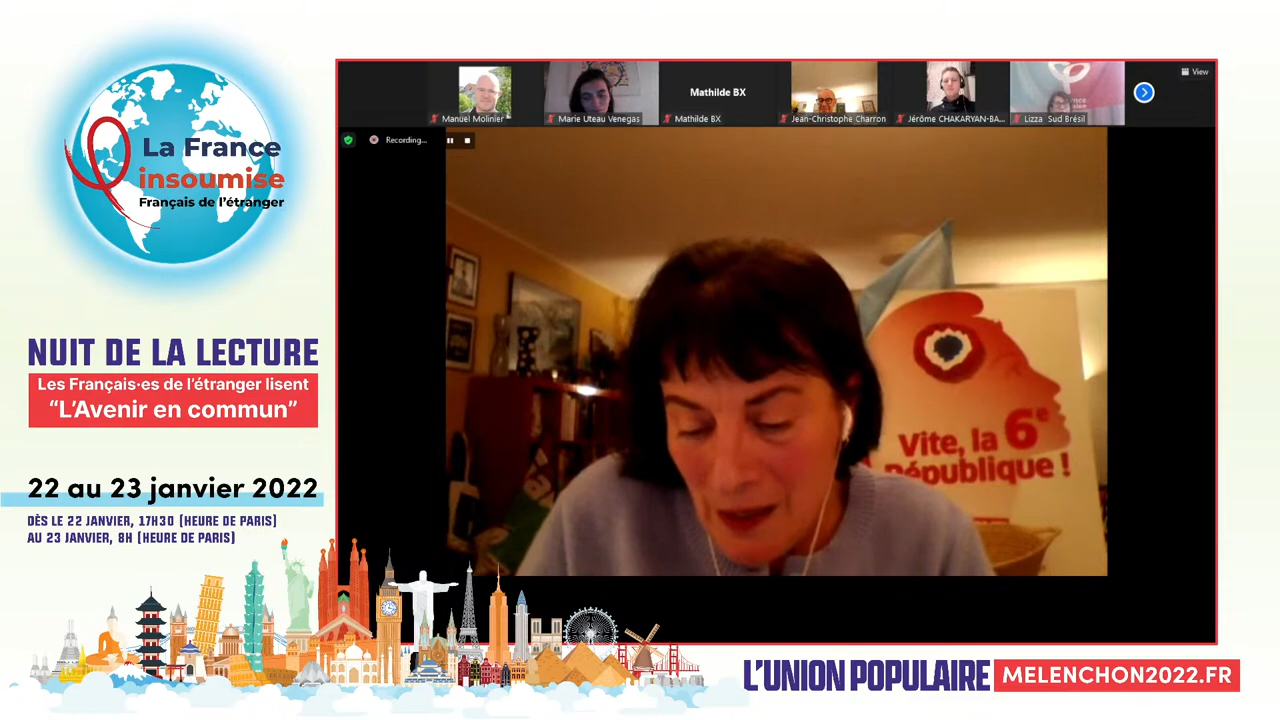 La France
insoumise
Français de l'étranger
NUIT DE LA LECTURE
Les Français·es de l'étranger lisent
“L'Avenir en commun”
22 au 23 janvier 2022
DÈS LE 22 JANVIER, 17H30 (HEURE DE PARIS)
AU 23 JANVIER, 8H (HEURE DE PARIS)
View
Mathilde BX
Manuel Molinier
Marie Uteau Venegas
Mathilde BX
Jean-Christophe Charron
Jérôme CHAKARYAN-BA...
Lizza Sud Brésil
Recording...
Vite, la 6e
République !
L'UNION POPULAIRE
MELENCHON2022.FR